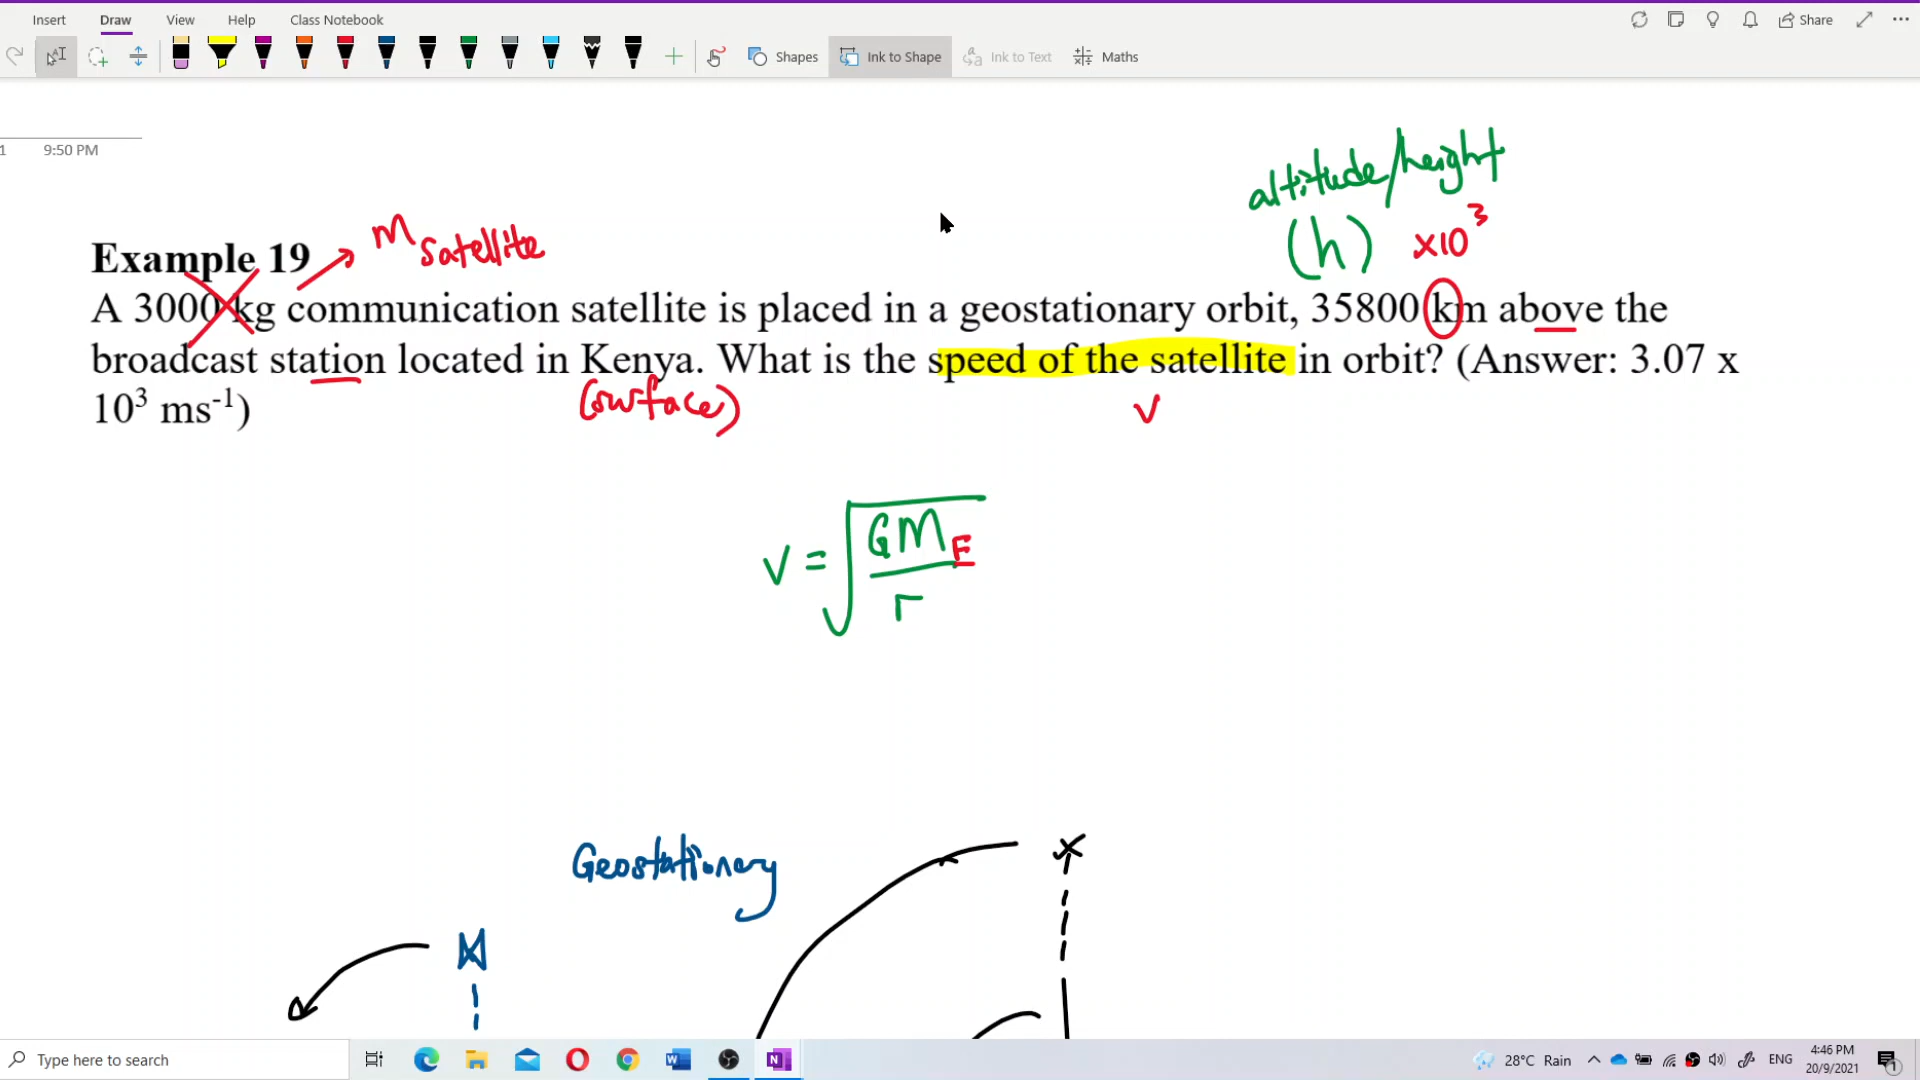 Insert Draw View Help Class Notebook Share
Shapes Ink to Shape Ink to Text Maths
1 9:50 PM
altitude/height
(h) x10³
Example 19
m satellite
A 3000 kg communication satellite is placed in a geostationary orbit, 35800 km above the
broadcast station located in Kenya. What is the speed of the satellite in orbit? (Answer: 3.07 x
10³ ms⁻¹)
(surface) v
v = √(GM_E/r)
Geostationary
Type here to search 28°C Rain ENG 4:46 PM
20/9/2021
1